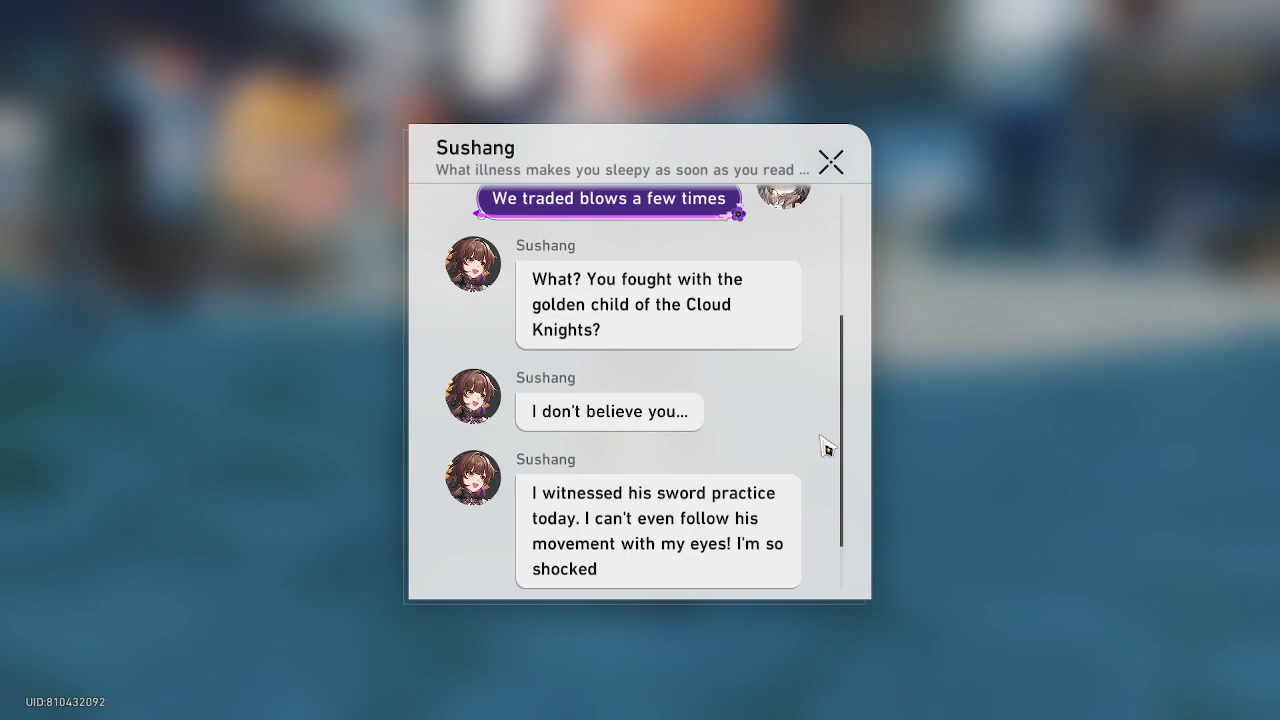 Sushang
What illness makes you sleepy as soon as you read ...
We traded blows a few times
Sushang
What? You fought with the
golden child of the Cloud
Knights?
Sushang
I don't believe you...
Sushang
I witnessed his sword practice
today. I can't even follow his
movement with my eyes! I'm so
shocked
UID:810432092